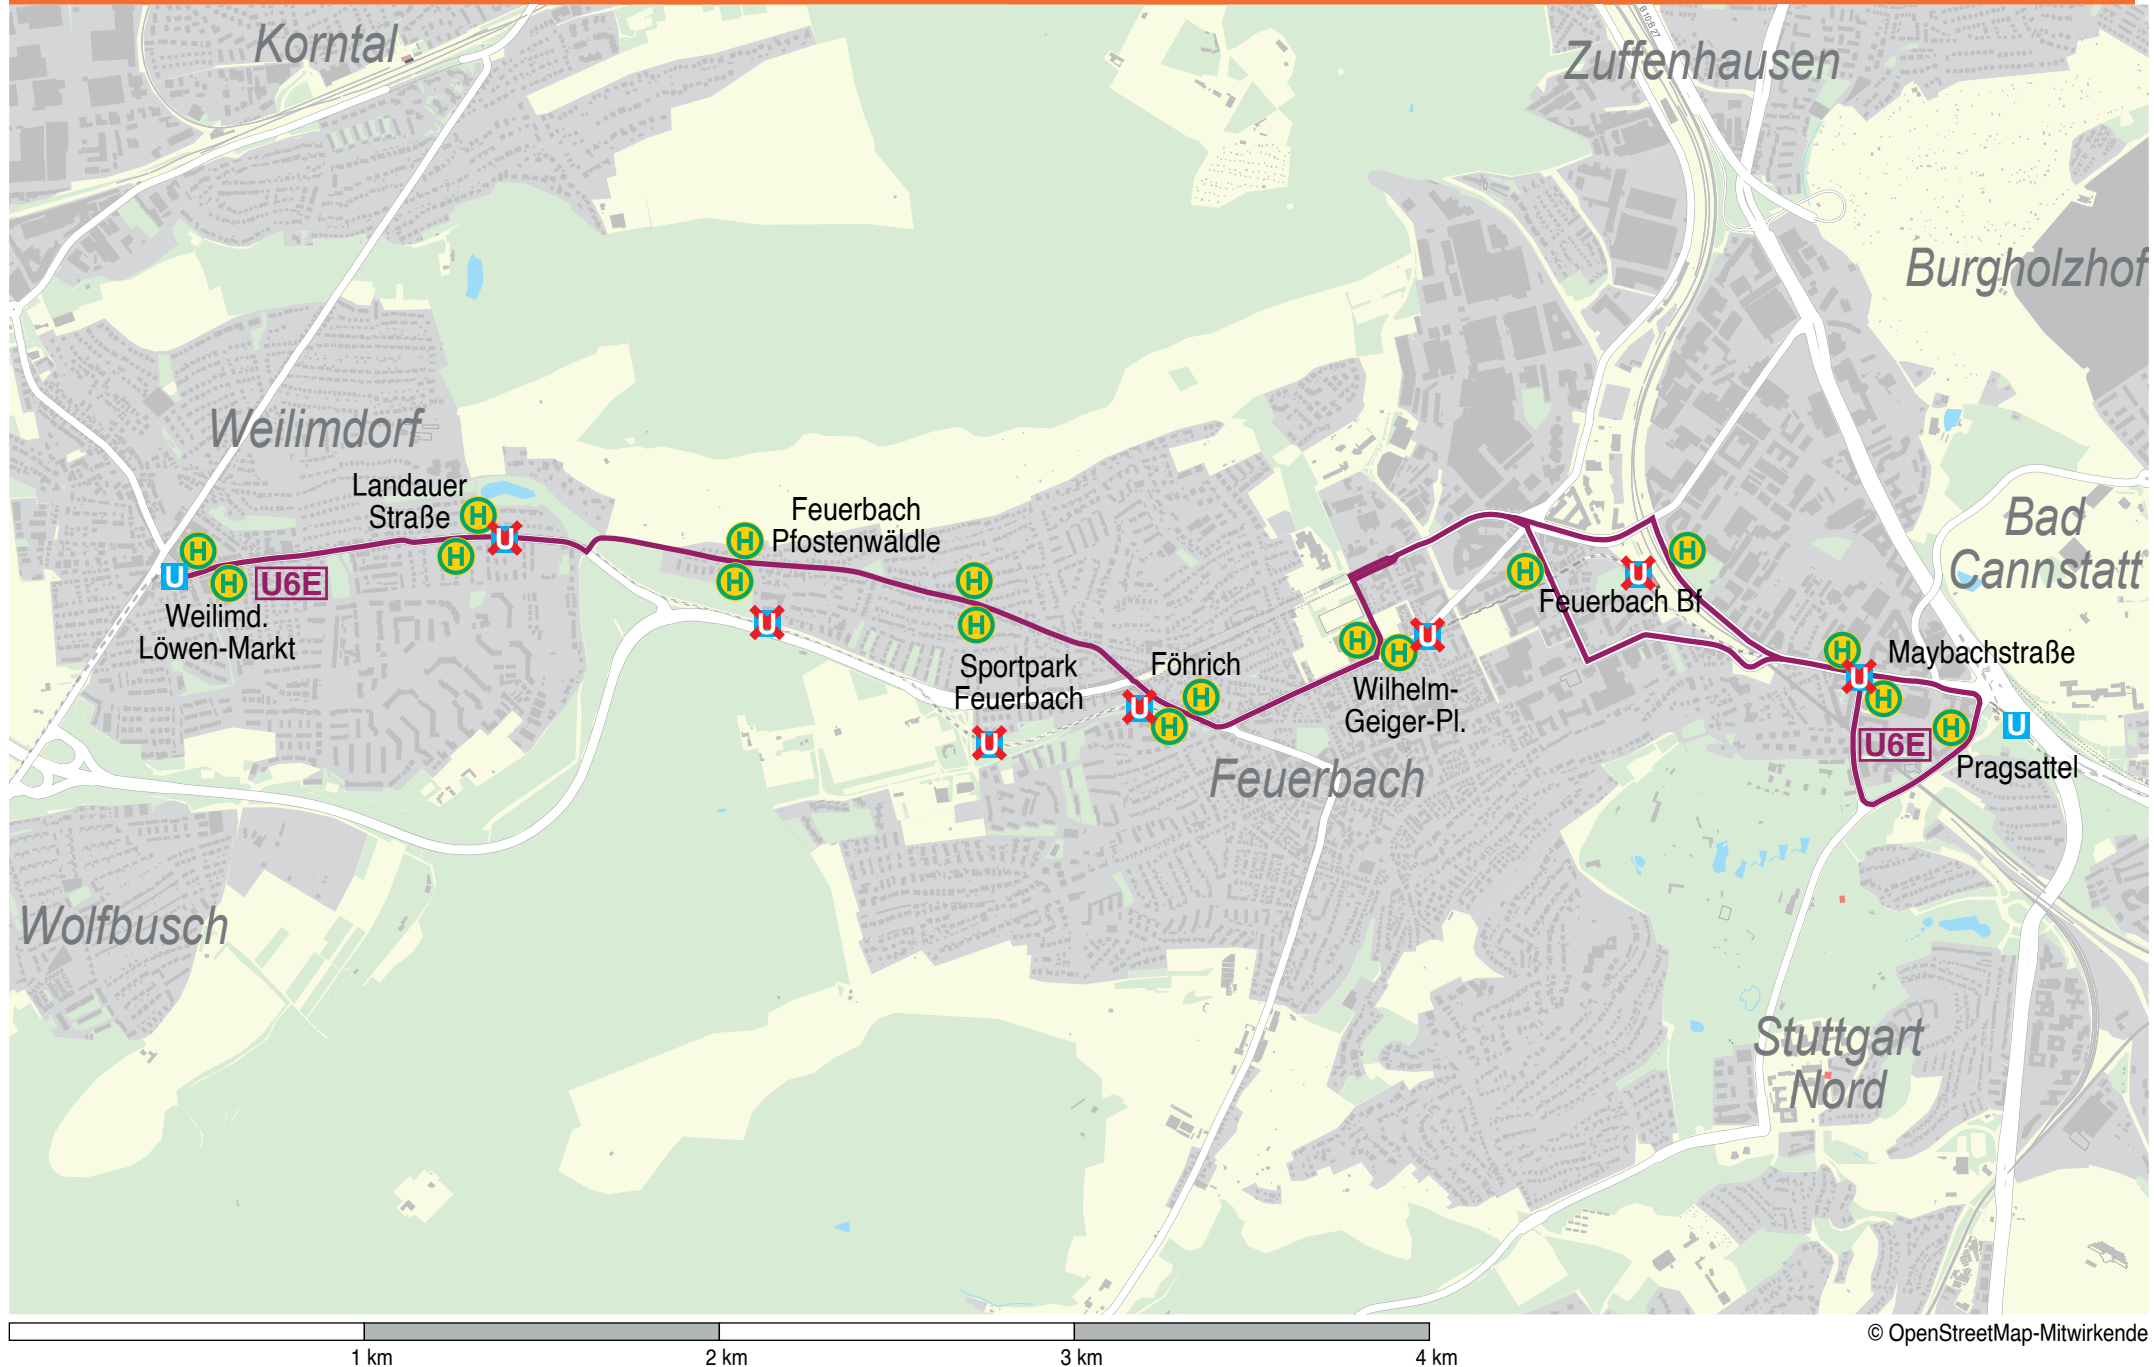 B10;B 27
Korntal
Zuffenhausen
Burgholzhof
Weilimdorf
Landauer
Straße
H
H
U
Feuerbach
Pfostenwäldle
H
H
U
Bad
Cannstatt
H
U
H
U6E
Weilimd.
Löwen-Markt
H
H
Sportpark
Feuerbach
U
Föhrich
H
U
H
H
H
U
Wilhelm-
Geiger-Pl.
H
H
U
Feuerbach Bf
H
Maybachstraße
U
H
H
U
U6E
Pragsattel
Feuerbach
Wolfbusch
Stuttgart
Nord
1 km
2 km
3 km
4 km
© OpenStreetMap-Mitwirkende